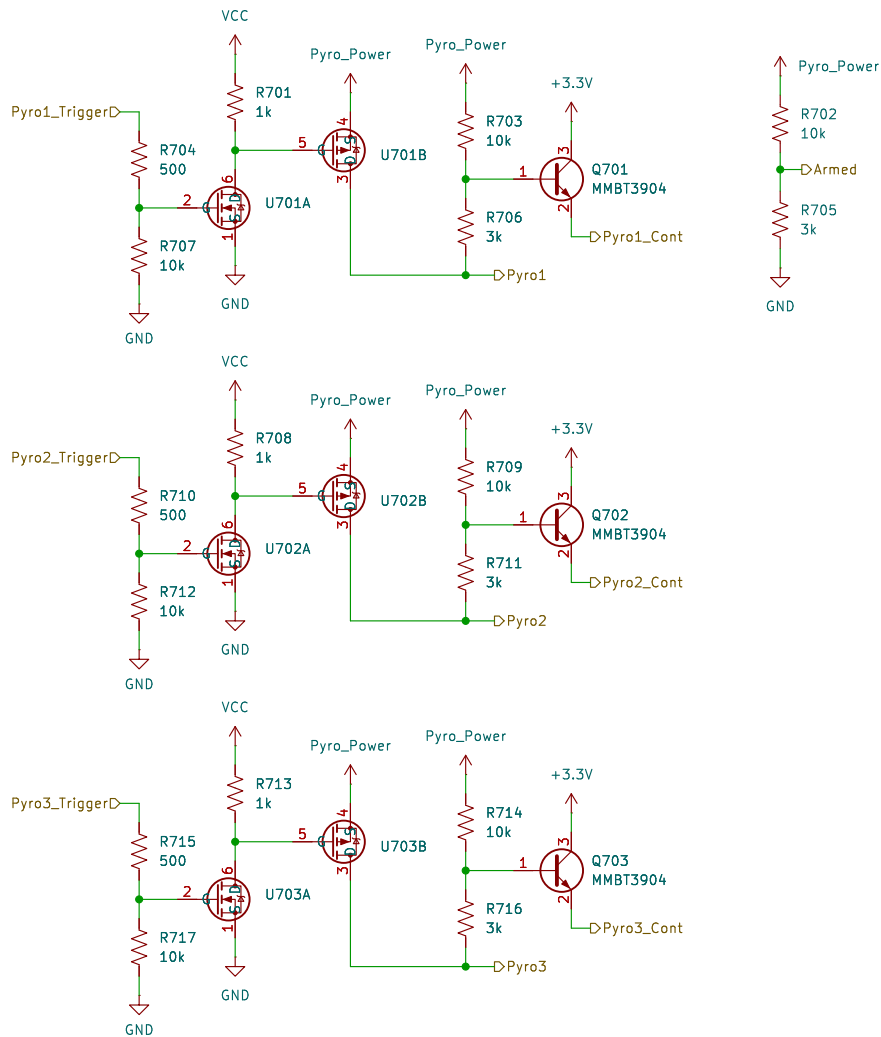 VCC
Pyro_Power
Pyro_Power
+3.3V
Pyro_Power
Pyro1_Trigger
R701
1k
R703
10k
R702
10k
R704
500
5
4
3
G
D S
U701B
1
3
2
Q701
MMBT3904
Armed
2
6
1
G
S D
U701A
R707
10k
R706
3k
Pyro1_Cont
R705
3k
Pyro1
GND
GND
GND
VCC
Pyro_Power
Pyro_Power
+3.3V
Pyro2_Trigger
R708
1k
R709
10k
R710
500
5
4
3
G
D S
U702B
1
3
2
Q702
MMBT3904
2
6
1
G
S D
U702A
R712
10k
R711
3k
Pyro2_Cont
Pyro2
GND
GND
VCC
Pyro_Power
Pyro_Power
+3.3V
Pyro3_Trigger
R713
1k
R714
10k
R715
500
5
4
3
G
D S
U703B
1
3
2
Q703
MMBT3904
2
6
1
G
S D
U703A
R717
10k
R716
3k
Pyro3_Cont
Pyro3
GND
GND